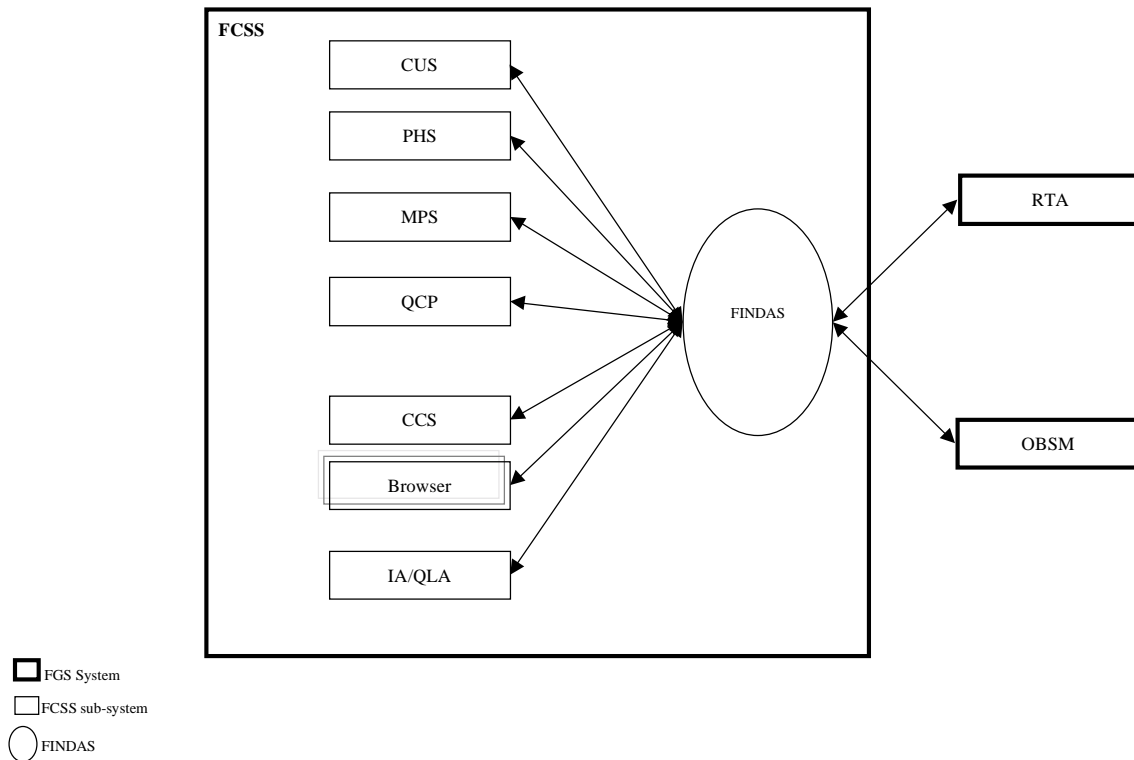 FCSS
CUS
PHS
MPS
QCP
CCS
Browser
IA/QLA
FINDAS
RTA
OBSM
FGS System
FCSS sub-system
FINDAS